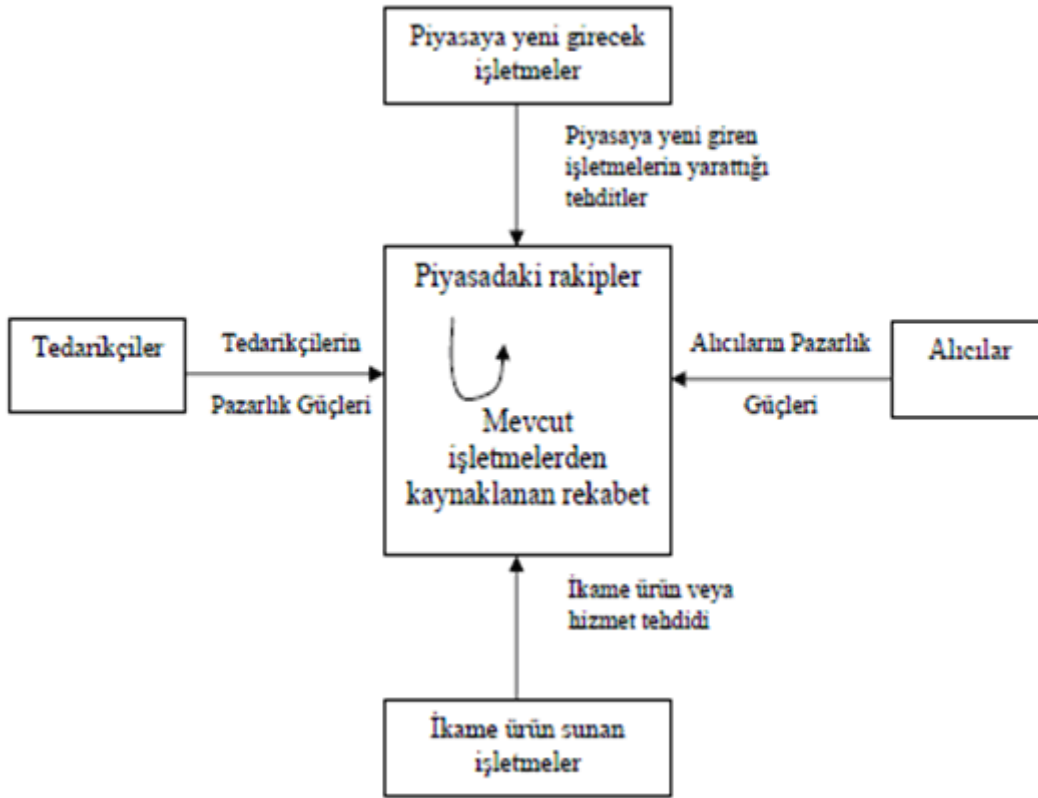 Piyasaya yeni girecek
işletmeler
Piyasaya yeni giren
işletmelerin yarattığı
tehditler
Piyasadaki rakipler
Tedarikçiler
Tedarikçilerin
Pazarlık Güçleri
Alıcıların Pazarlık
Güçleri
Alıcılar
Mevcut
işletmelerden
kaynaklanan rekabet
İkame ürün veya
hizmet tehdidi
İkame ürün sunan
işletmeler